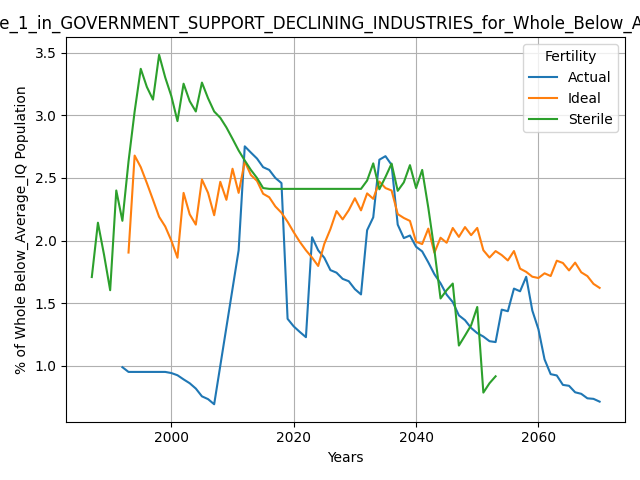 e_1_in_GOVERNMENT_SUPPORT_DECLINING_INDUSTRIES_for_Whole_Below_A
Fertility
Actual
Ideal
Sterile
% of Whole Below_Average_IQ Population
3.5
3.0
2.5
2.0
1.5
1.0
2000
2020
2040
2060
Years